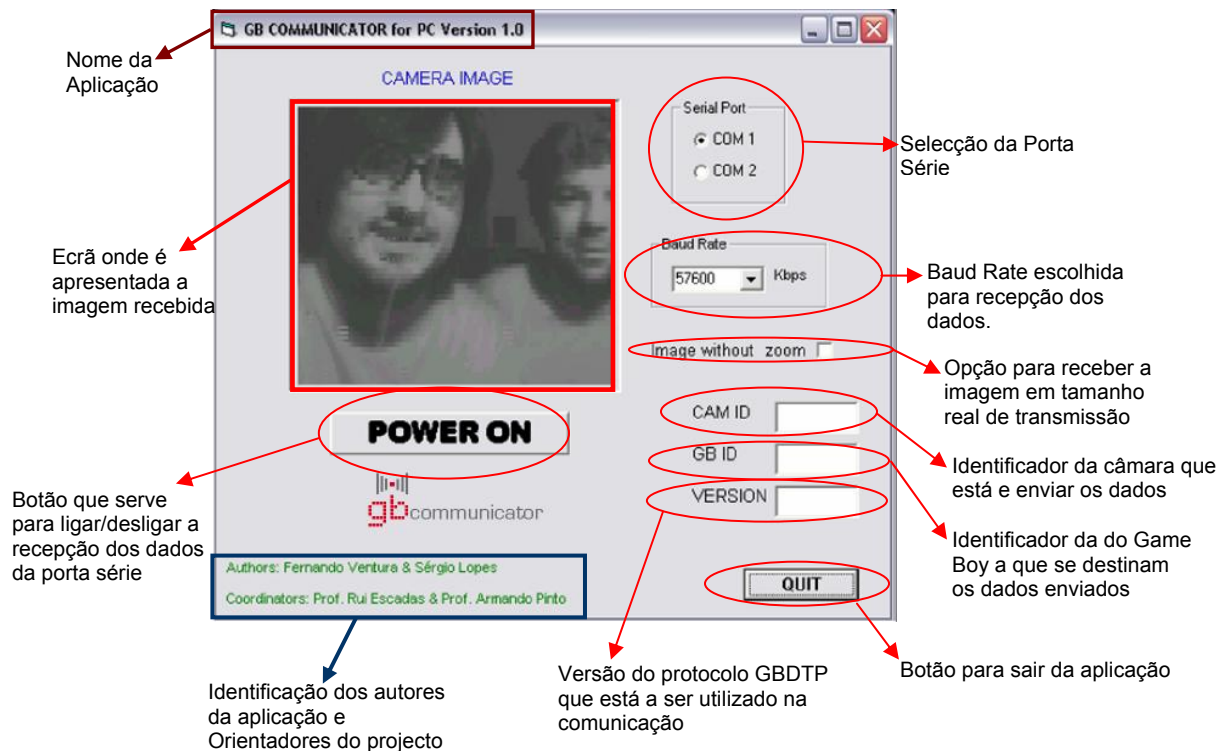 GB COMMUNICATOR for PC Version 1.0
Nome da
Aplicação
CAMERA IMAGE
Serial Port
COM 1
COM 2
Selecção da Porta
Série
Ecrã onde é
apresentada a
imagem recebida
Baud Rate
57600
Kbps
Baud Rate escolhida
para recepção dos
dados.
Image without zoom
Opção para receber a
imagem em tamanho
real de transmissão
POWER ON
CAM ID
GB ID
VERSION
Identificador da câmara que
está e enviar os dados
Botão que serve
para ligar/desligar a
recepção dos dados
da porta série
gbcommunicator
Identificador da do Game
Boy a que se destinam
os dados enviados
Authors: Fernando Ventura & Sérgio Lopes
Coordinators: Prof. Rui Escadas & Prof. Armando Pinto
QUIT
Identificação dos autores
da aplicação e
Orientadores do projecto
Versão do protocolo GBDTP
que está a ser utilizado na
comunicação
Botão para sair da aplicação